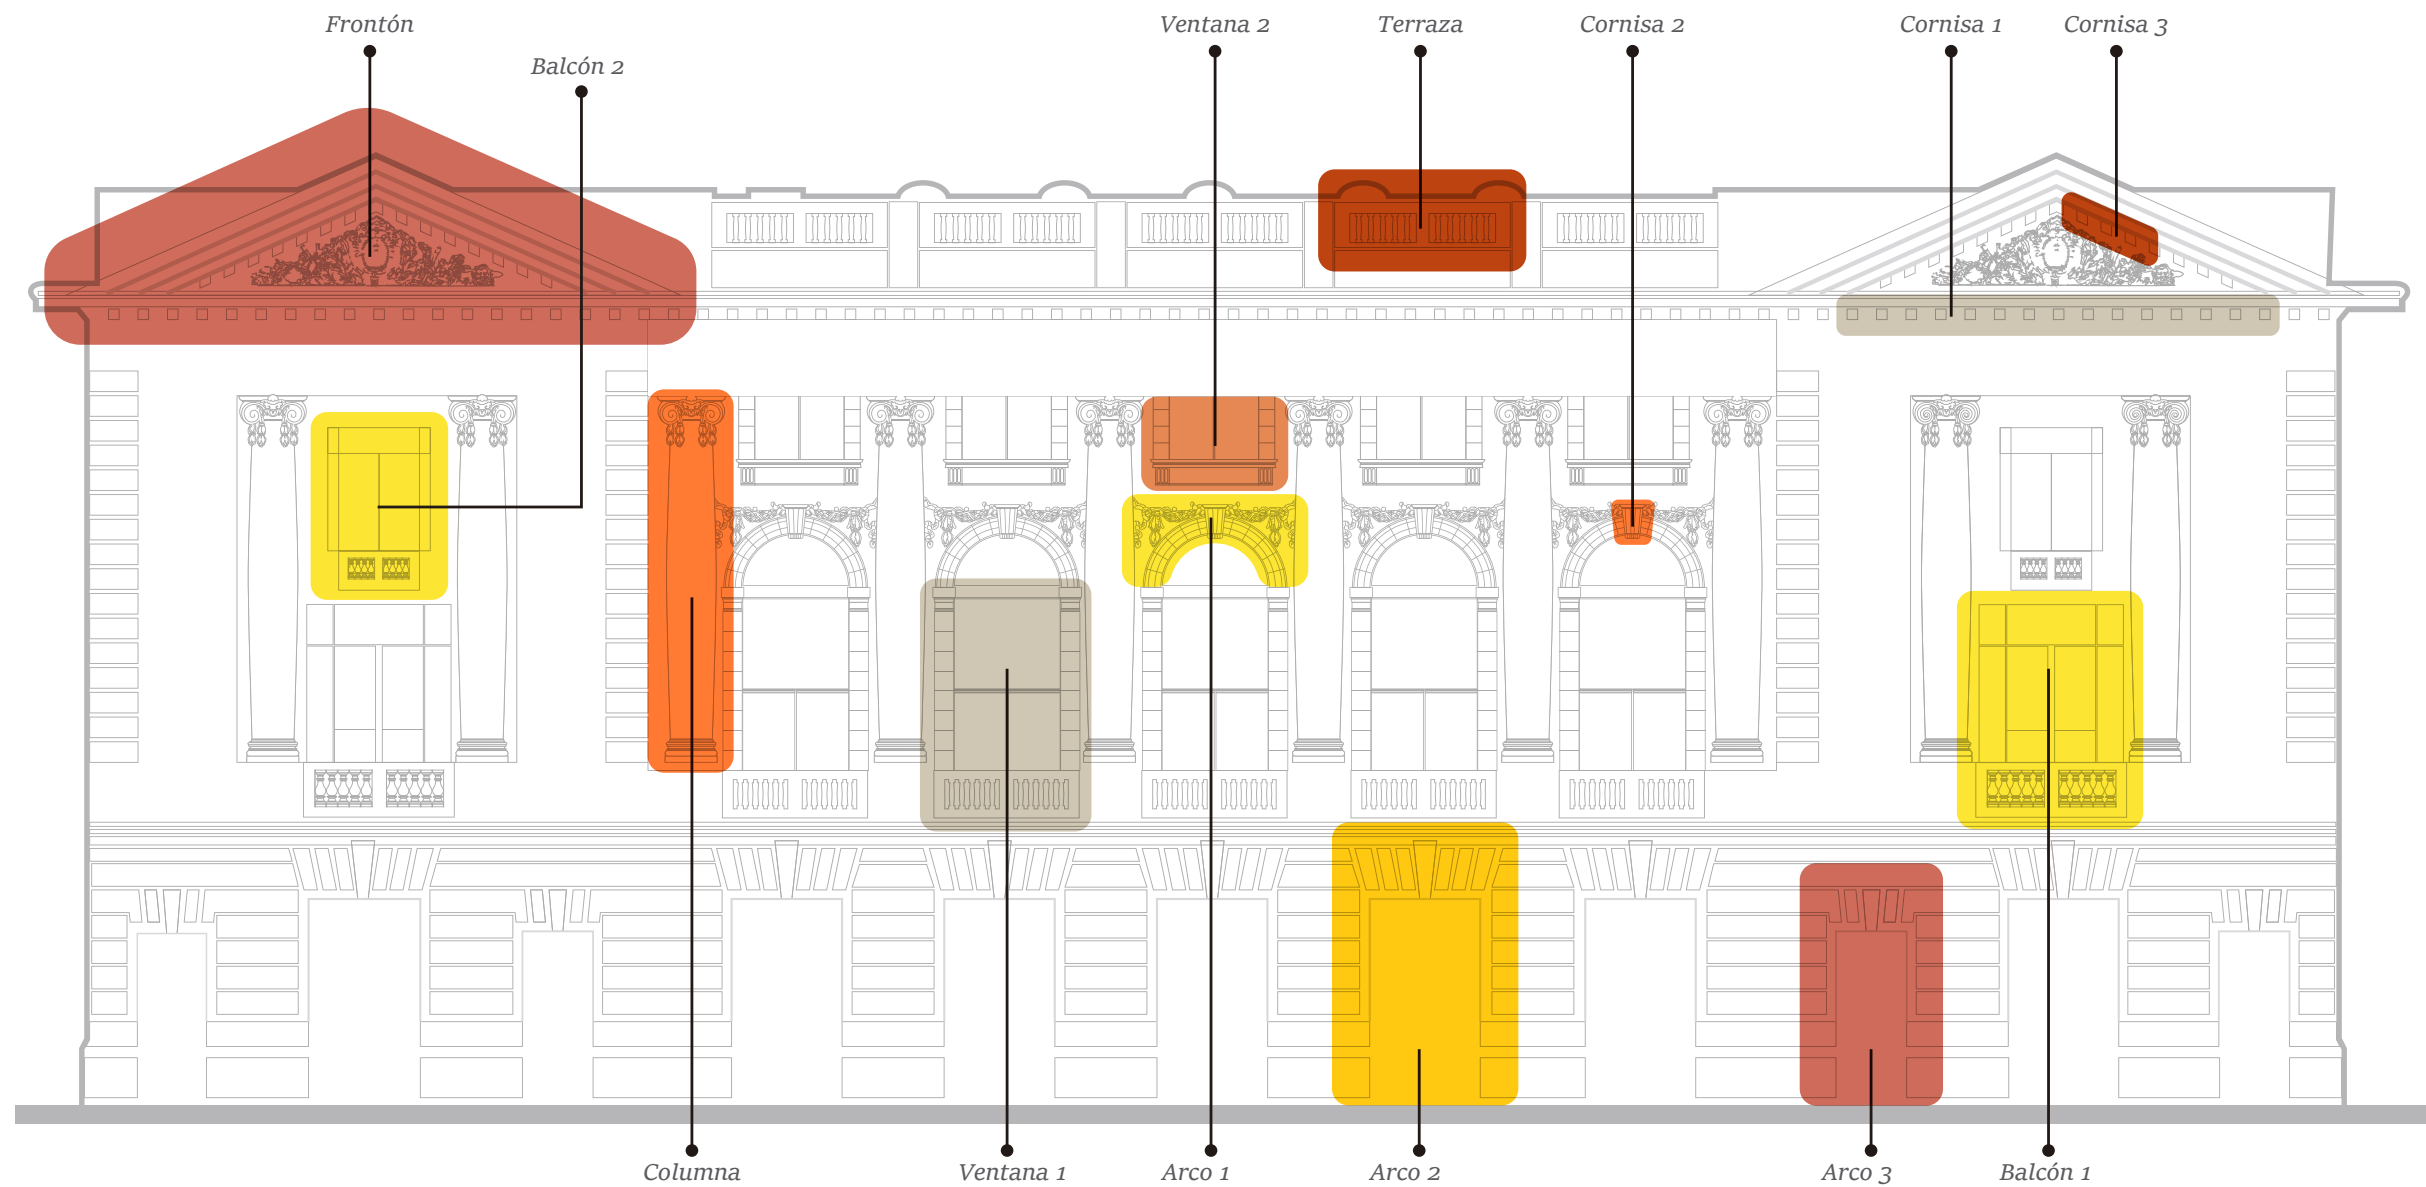 Frontón
Balcón 2
Ventana 2
Terraza
Cornisa 2
Cornisa 1
Cornisa 3
Columna
Ventana 1
Arco 1
Arco 2
Arco 3
Balcón 1